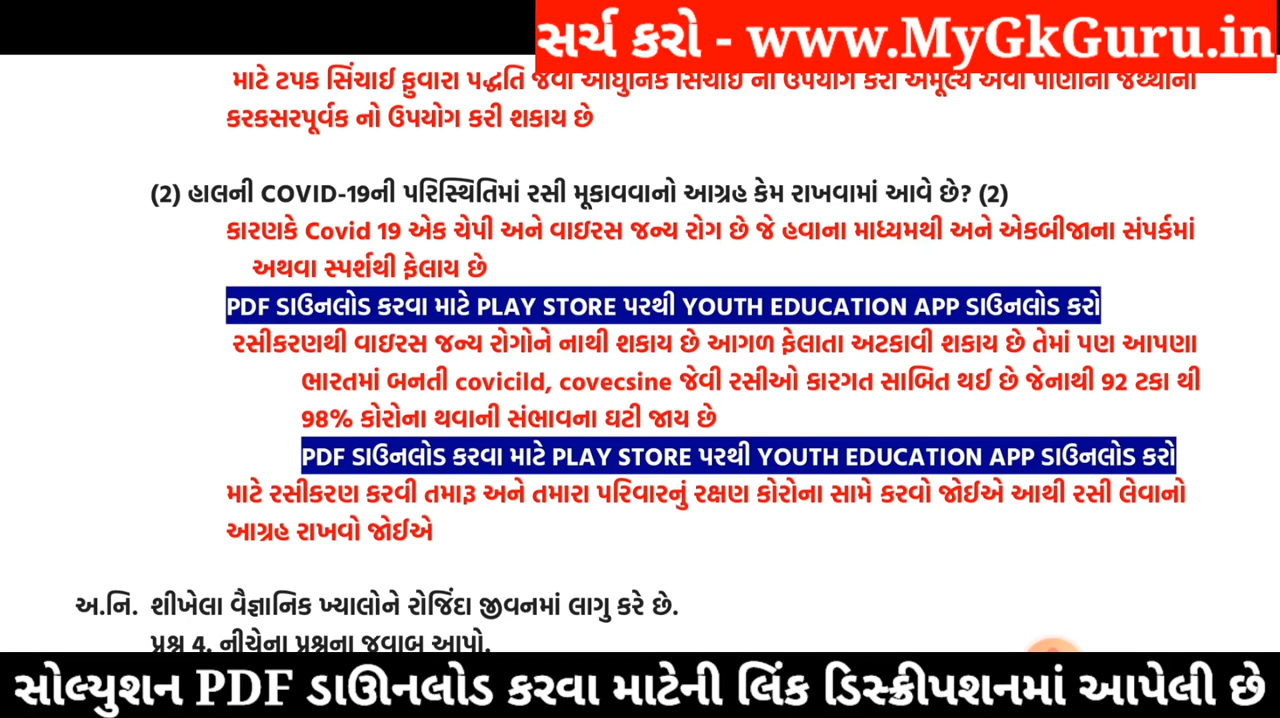 સર્ચ કરો - www.MyGkGuru.in
માટે ટપક સિંચાઈ ફુવારા પદ્ધતિ જેવી આધુનિક સિંચાઈ નો ઉપયોગ કરી અમૂલ્ય એવા પાણીના જથ્થાનો
કરકસરપૂર્વક નો ઉપયોગ કરી શકાય છે
(2) હાલની COVID-19ની પરિસ્થિતિમાં રસી મૂકાવવાનો આગ્રહ કેમ રાખવામાં આવે છે? (2)
કારણકે Covid 19 એક ચેપી અને વાઇરસ જન્ય રોગ છે જે હવાના માધ્યમથી અને એકબીજાના સંપર્કમાં
અથવા સ્પર્શથી ફેલાય છે
PDF ડાઉનલોડ કરવા માટે PLAY STORE પરથી YOUTH EDUCATION APP ડાઉનલોડ કરો
રસીકરણથી વાઇરસ જન્ય રોગોને નાથી શકાય છે આગળ ફેલાતા અટકાવી શકાય છે તેમાં પણ આપણા
ભારતમાં બનતી covicild, covecsine જેવી રસીઓ કારગત સાબિત થઈ છે જેનાથી 92 ટકા થી
98% કોરોના થવાની સંભાવના ઘટી જાય છે
PDF ડાઉનલોડ કરવા માટે PLAY STORE પરથી YOUTH EDUCATION APP ડાઉનલોડ કરો
માટે રસીકરણ કરવી તમારૂ અને તમારા પરિવારનું રક્ષણ કોરોના સામે કરવો જોઈએ આથી રસી લેવાનો
આગ્રહ રાખવો જોઈએ
અ.નિ. શીખેલા વૈજ્ઞાનિક ખ્યાલોને રોજિંદા જીવનમાં લાગુ કરે છે.
પ્રશ્ન 4. નીચેના પ્રશ્નના જવાબ આપો.
સોલ્યુશન PDF ડાઊનલોડ કરવા માટેની લિંક ડિસ્ક્રીપશનમાં આપેલી છે